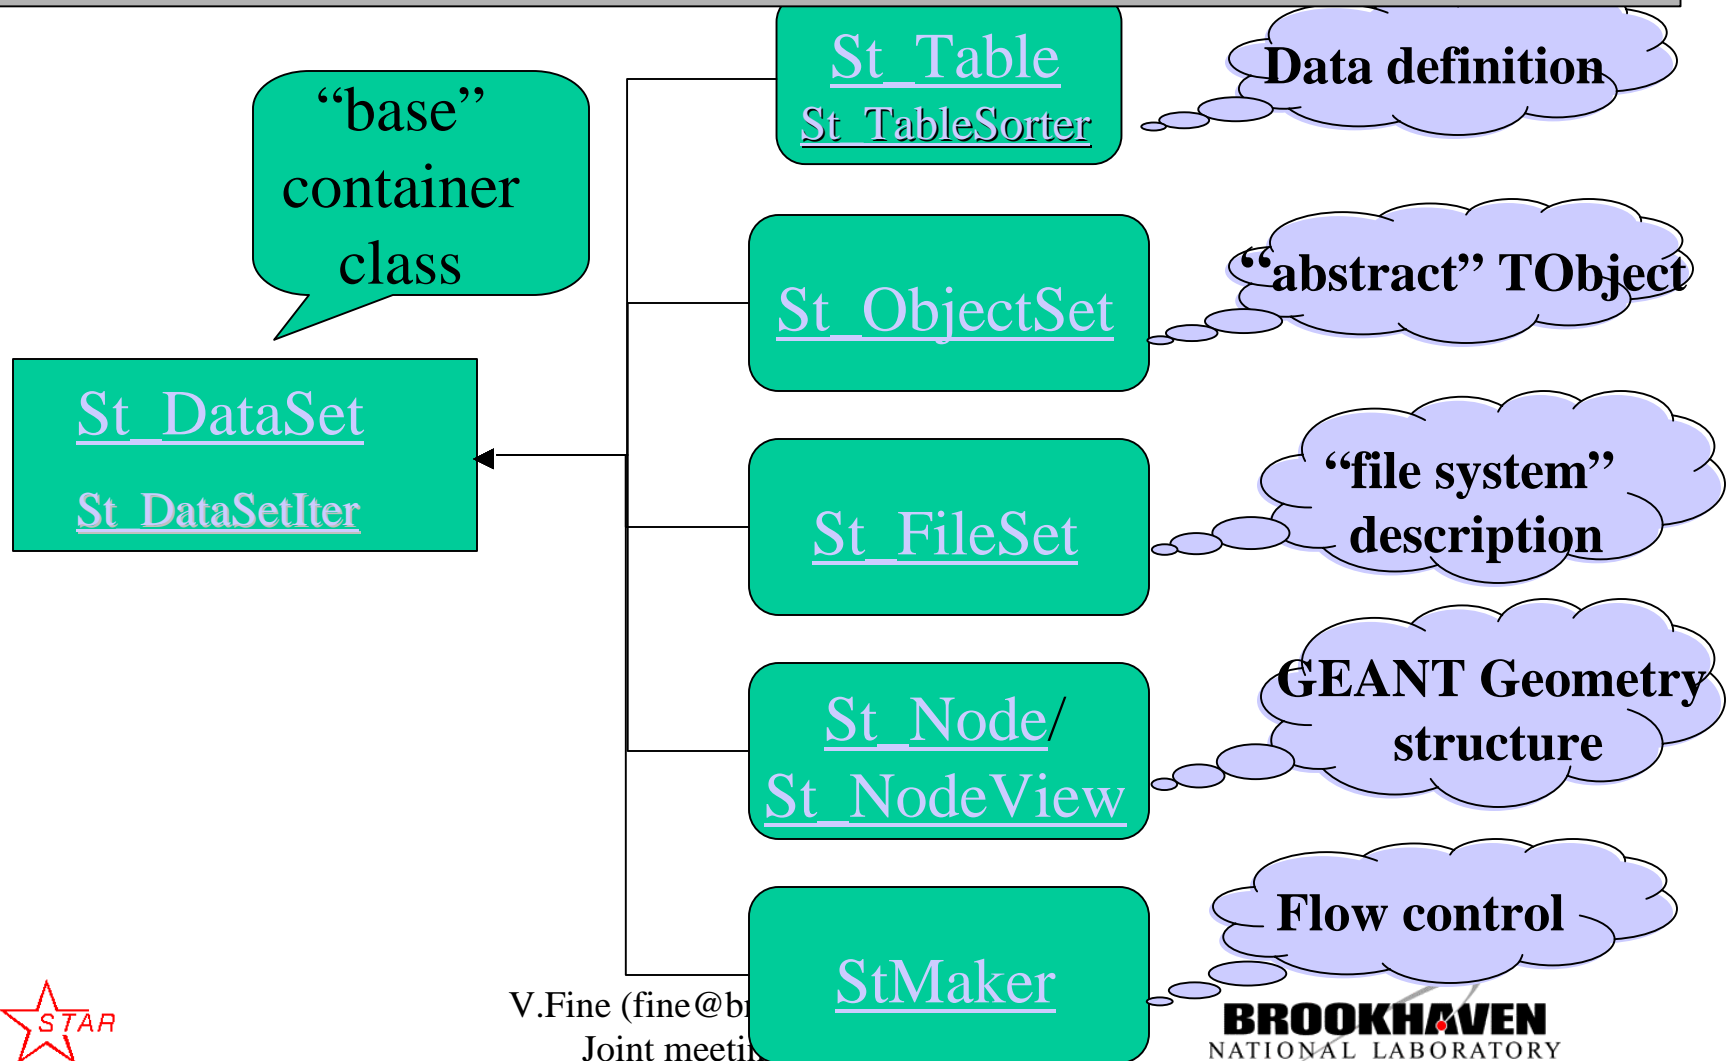 “base”
container
class
St_DataSet
St_DataSetIter
St_Table
St_TableSorter
Data definition
St_ObjectSet
“abstract” TObject
St_FileSet
“file system”
description
St_Node/
St_NodeView
GEANT Geometry
structure
StMaker
Flow control
STAR
V.Fine (fine@b
Joint
BROOKHAVEN
NATIONAL LABORATORY